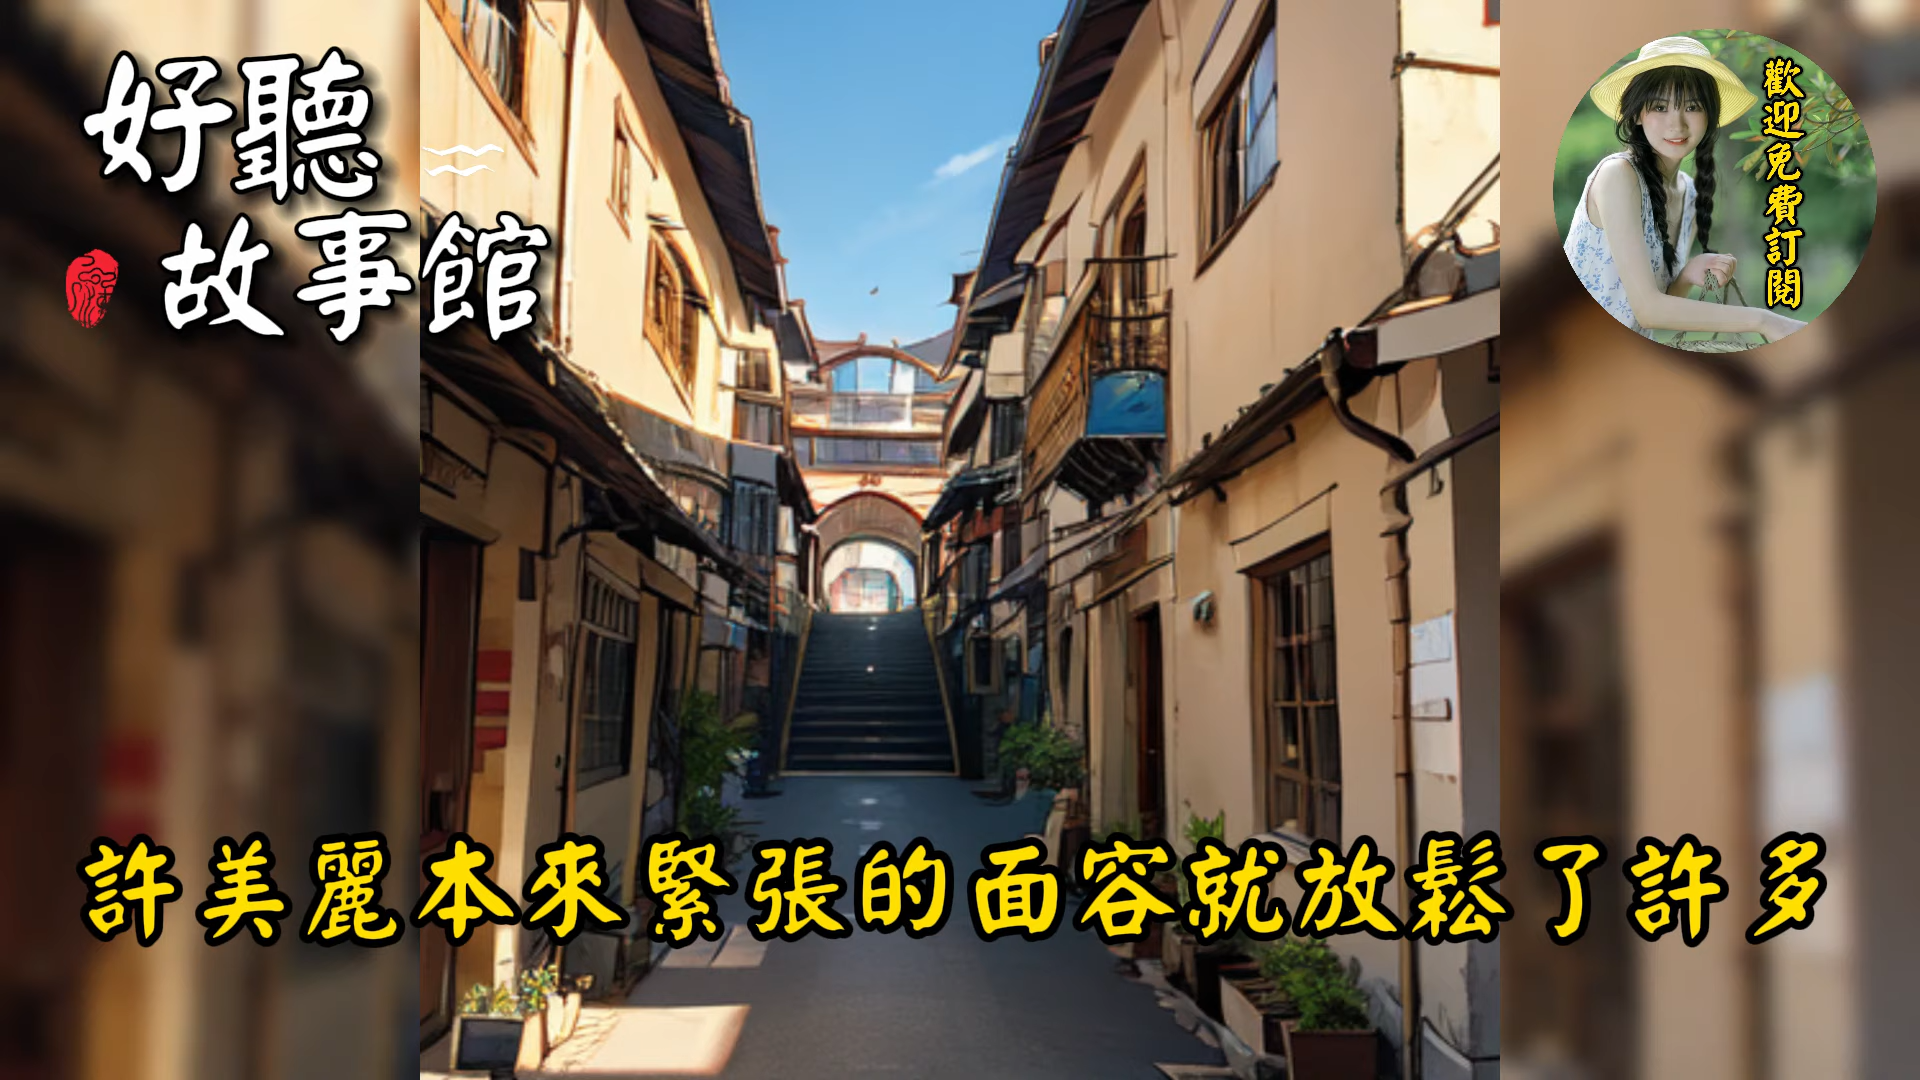 好聽
故事館
歡迎免費訂閱
許美麗本來緊張的面容就放鬆了許多